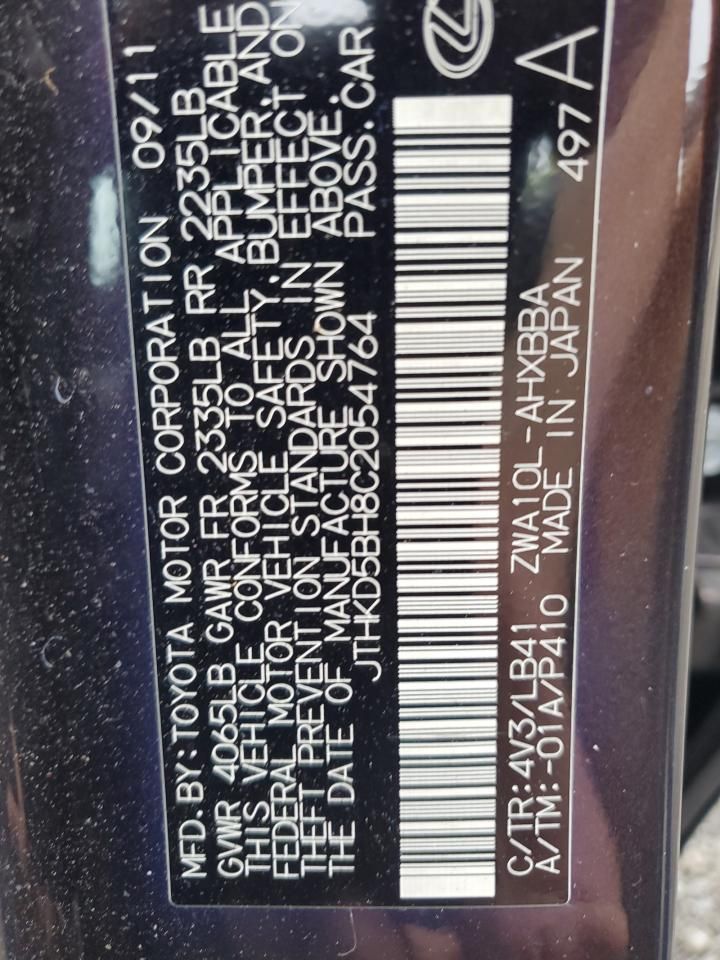 MFD.BY:TOYOTA MOTOR CORPORATION 09/11
GVWR 4065LB GAWR FR 2335LB RR 2235LB
THIS VEHICLE CONFORMS TO ALL APPLICABLE
FEDERAL MOTOR VEHICLE SAFETY,BUMPER,AND
THEFT PREVENTION STANDARDS IN EFFECT ON
THE DATE OF MANUFACTURE SHOWN ABOVE.
JTHKD5BH8C2054764 PASS.CAR
C/TR:4V3/LB41 ZWA10L-AHXBBA
A/TM:-01A/P410 MADE IN JAPAN 497 A